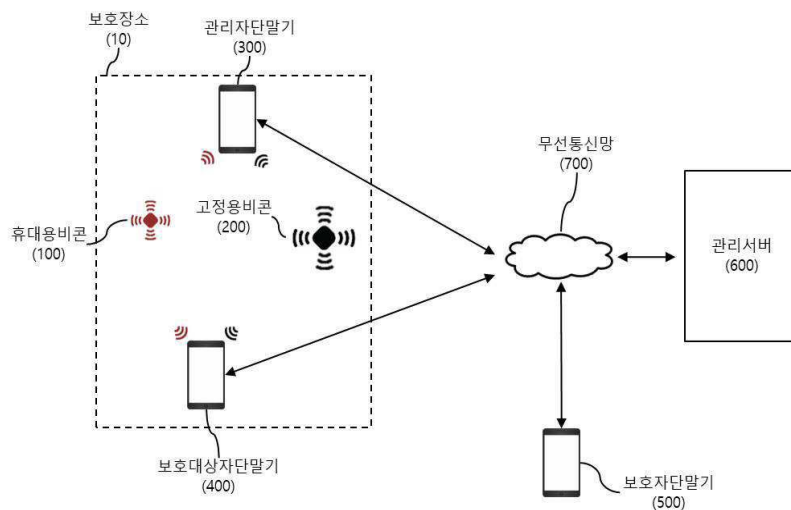 보호장소
(10)
관리자단말기
(300)
무선통신망
(700)
고정용비콘
(200)
휴대용비콘
(100)
관리서버
(600)
보호대상자단말기
(400)
보호자단말기
(500)